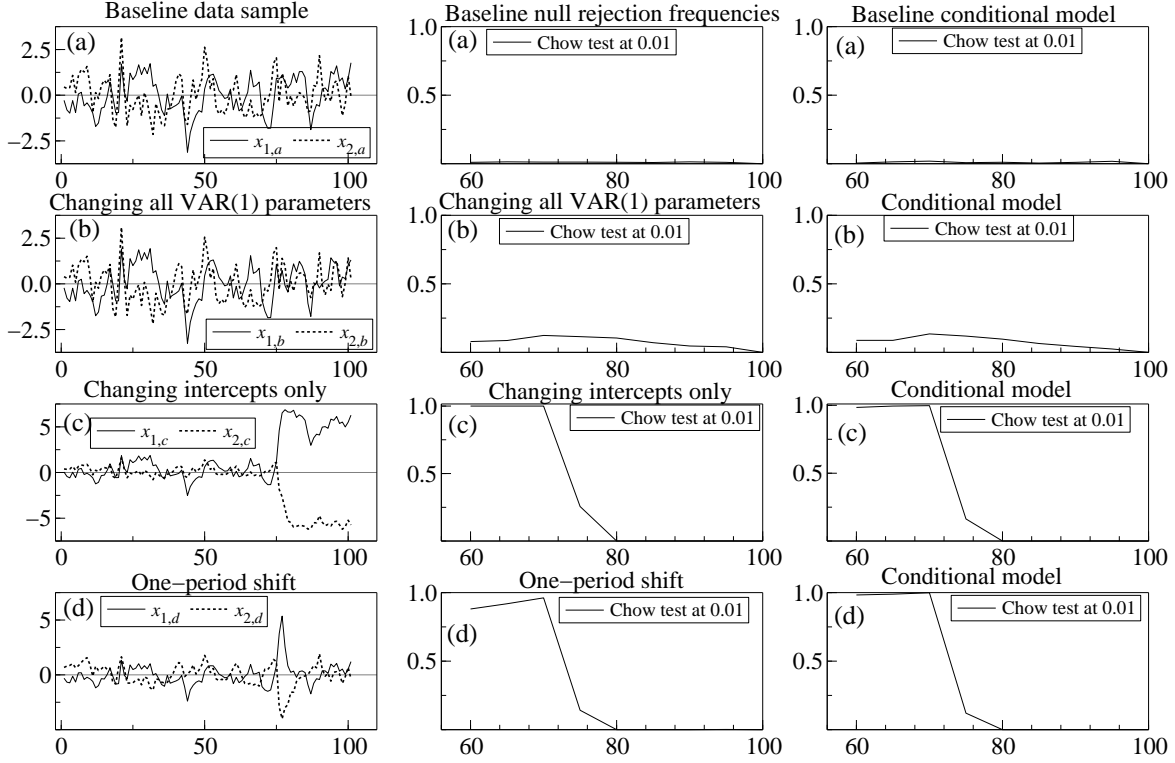 Baseline data sample
(a)
2.5
0.0
−2.5
x1,a x2,a
0 50 100
Baseline null rejection frequencies
1.0
(a)
Chow test at 0.01
0.5
60 80 100
Baseline conditional model
1.0
(a)
Chow test at 0.01
0.5
60 80 100
Changing all VAR(1) parameters
(b)
2.5
0.0
−2.5
x1,b x2,b
0 50 100
Changing all VAR(1) parameters
1.0
(b)
Chow test at 0.01
0.5
60 80 100
Conditional model
1.0
(b)
Chow test at 0.01
0.5
60 80 100
Changing intercepts only
(c)
5
0
−5
x1,c x2,c
0 50 100
Changing intercepts only
1.0
(c)
Chow test at 0.01
0.5
60 80 100
Conditional model
1.0
(c)
Chow test at 0.01
0.5
60 80 100
One−period shift
(d)
x1,d x2,d
5
0
0 50 100
One−period shift
1.0
(d)
Chow test at 0.01
0.5
60 80 100
Conditional model
1.0
(d)
Chow test at 0.01
0.5
60 80 100